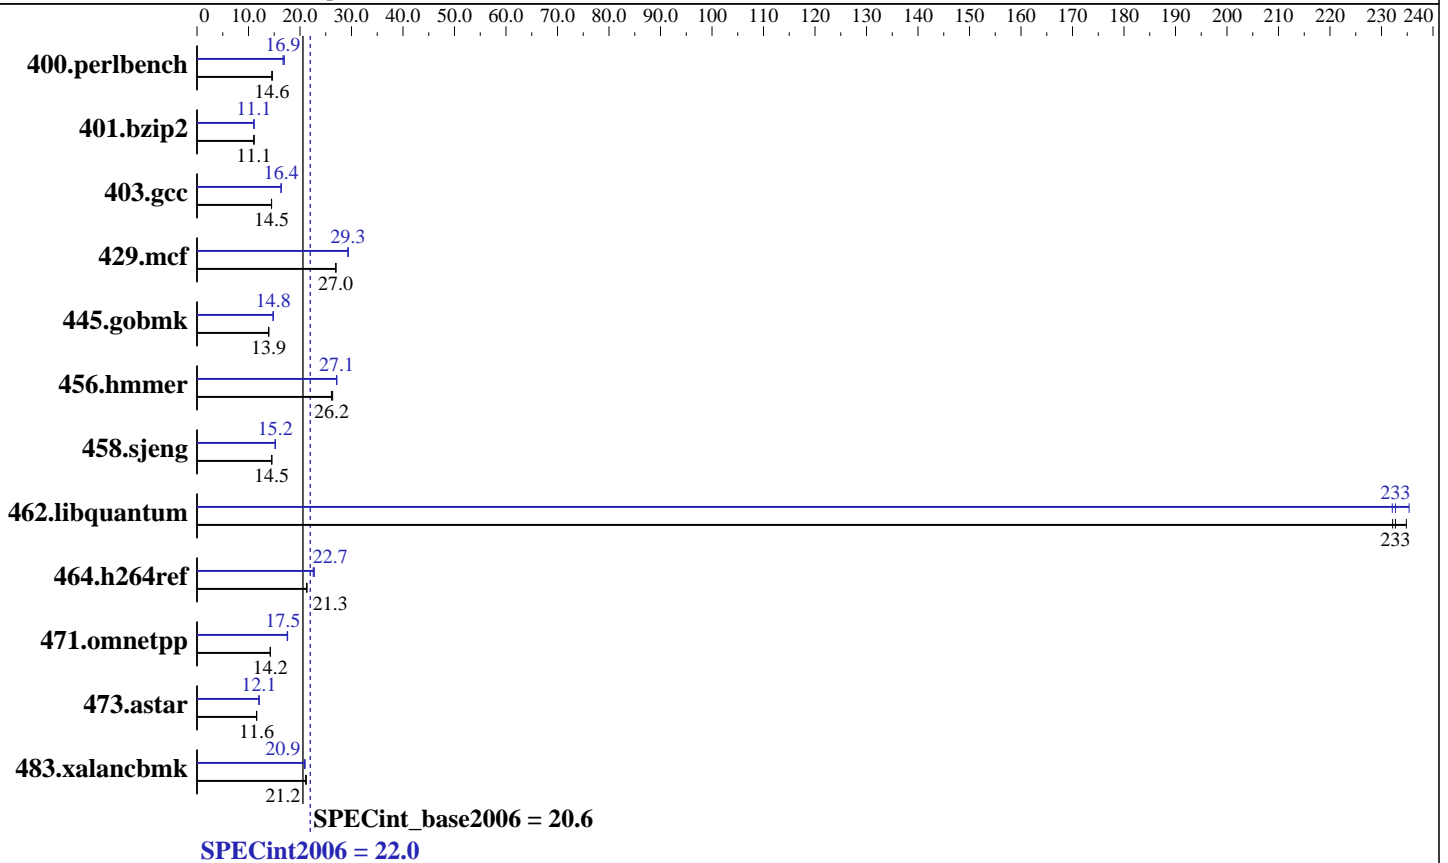 0 10.0 20.0 30.0 40.0 50.0 60.0 70.0 80.0 90.0 100 110 120 130 140 150 160 170 180 190 200 210 220 230 240
16.9
400.perlbench
14.6
11.1
401.bzip2
11.1
16.4
403.gcc
14.5
29.3
429.mcf
27.0
14.8
445.gobmk
13.9
27.1
456.hmmer
26.2
15.2
458.sjeng
14.5
233
462.libquantum
233
22.7
464.h264ref
21.3
17.5
471.omnetpp
14.2
12.1
473.astar
11.6
20.9
483.xalancbmk
21.2
SPECint_base2006 = 20.6
SPECint2006 = 22.0